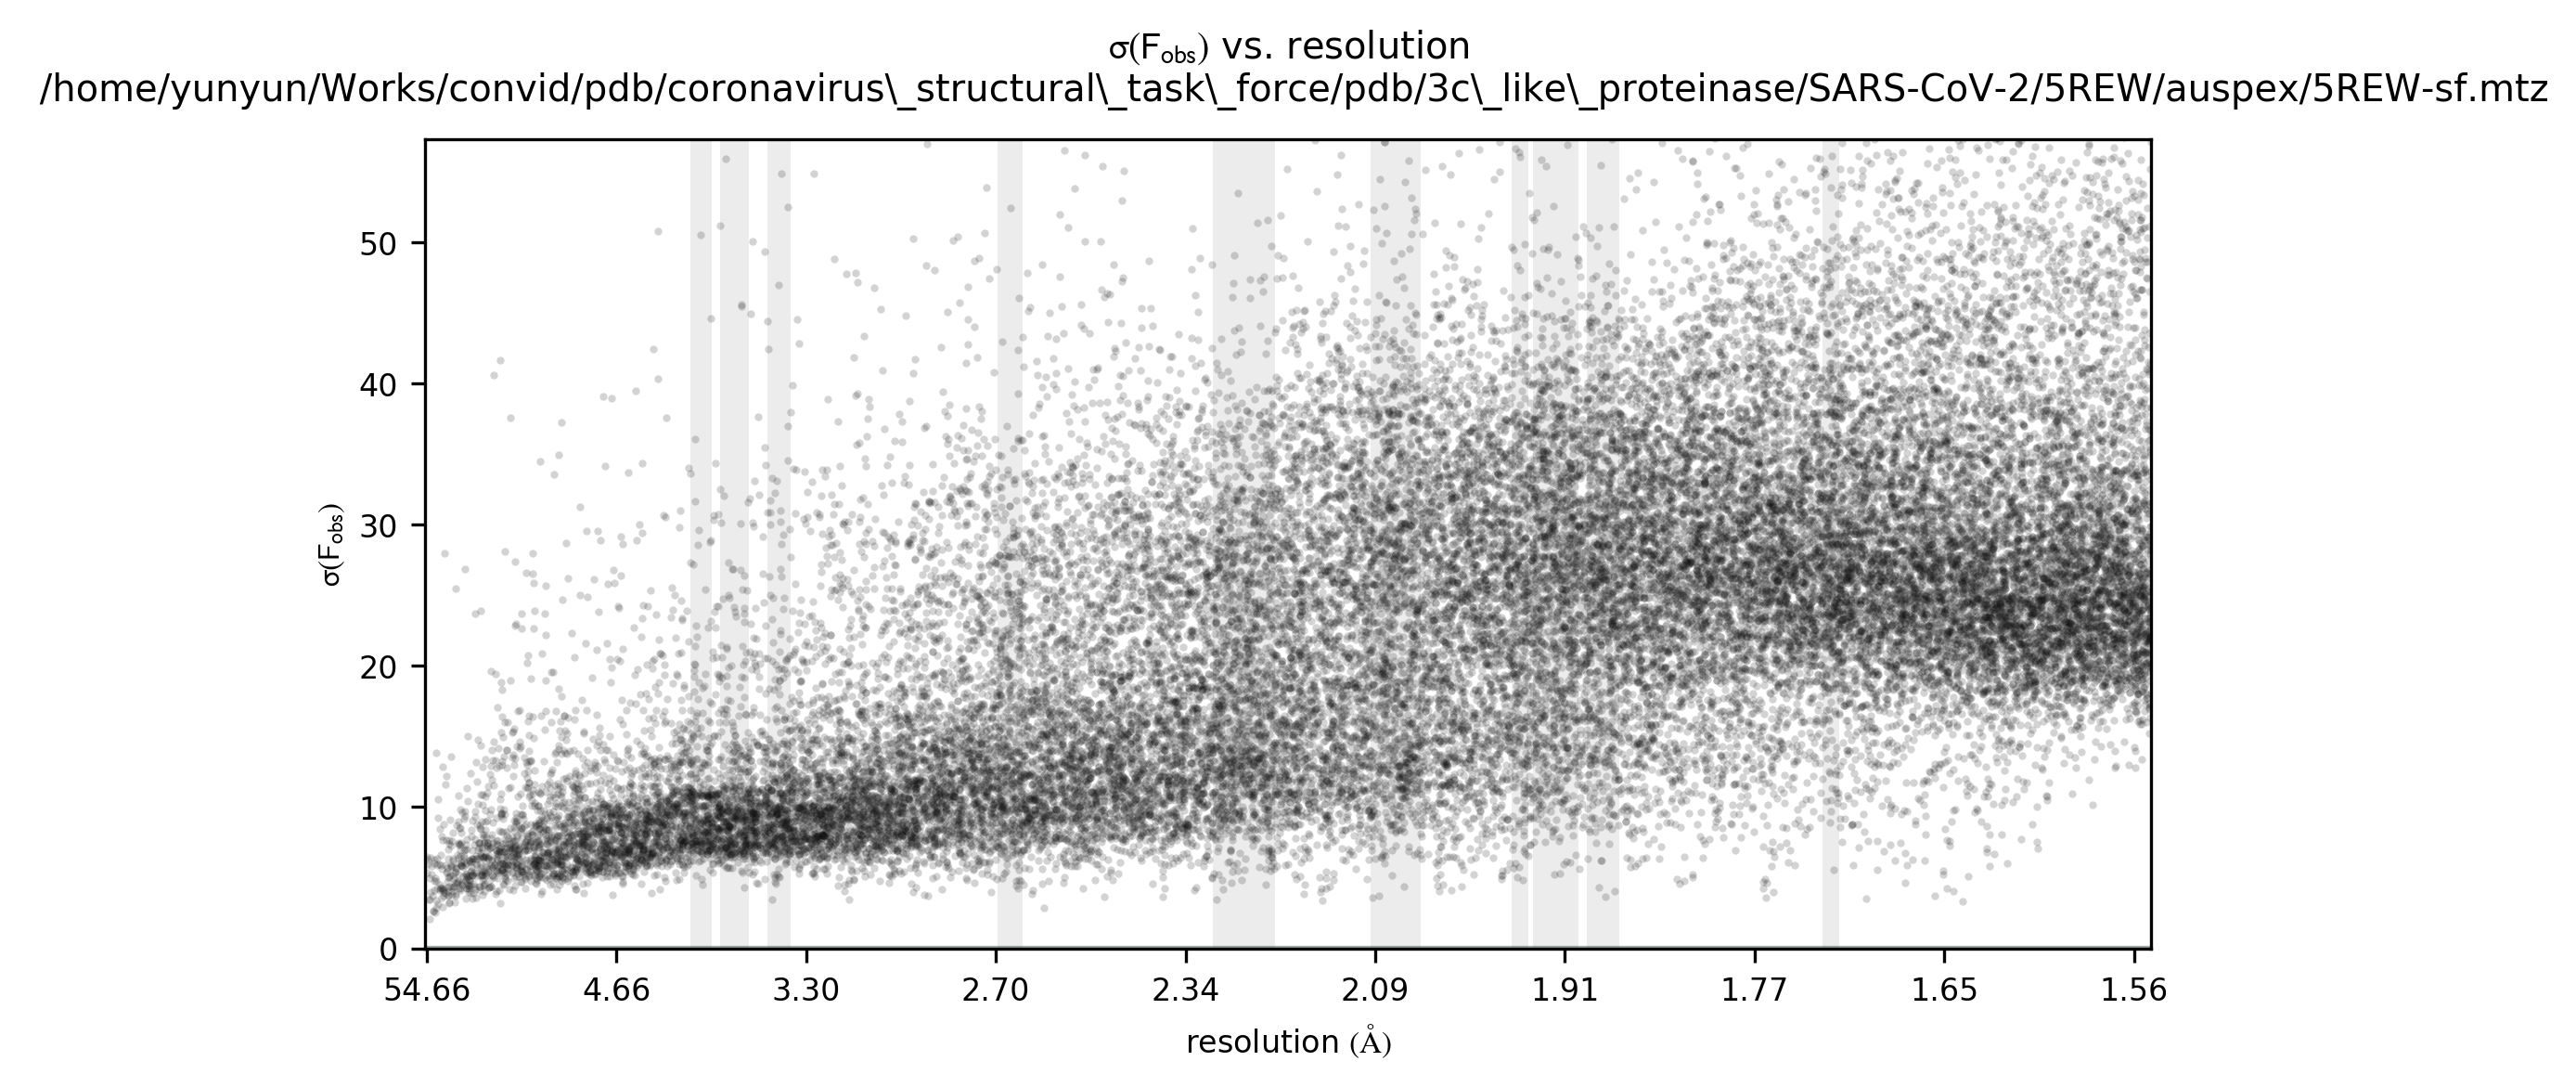 σ(Fobs) vs. resolution
/home/yunyun/Works/convid/pdb/coronavirus\_structural\_task\_force/pdb/3c\_like\_proteinase/SARS-CoV-2/5REW/auspex/5REW-sf.mtz
σ(Fobs)
50
40
30
20
10
0
54.66 4.66 3.30 2.70 2.34 2.09 1.91 1.77 1.65 1.56
resolution (Å)